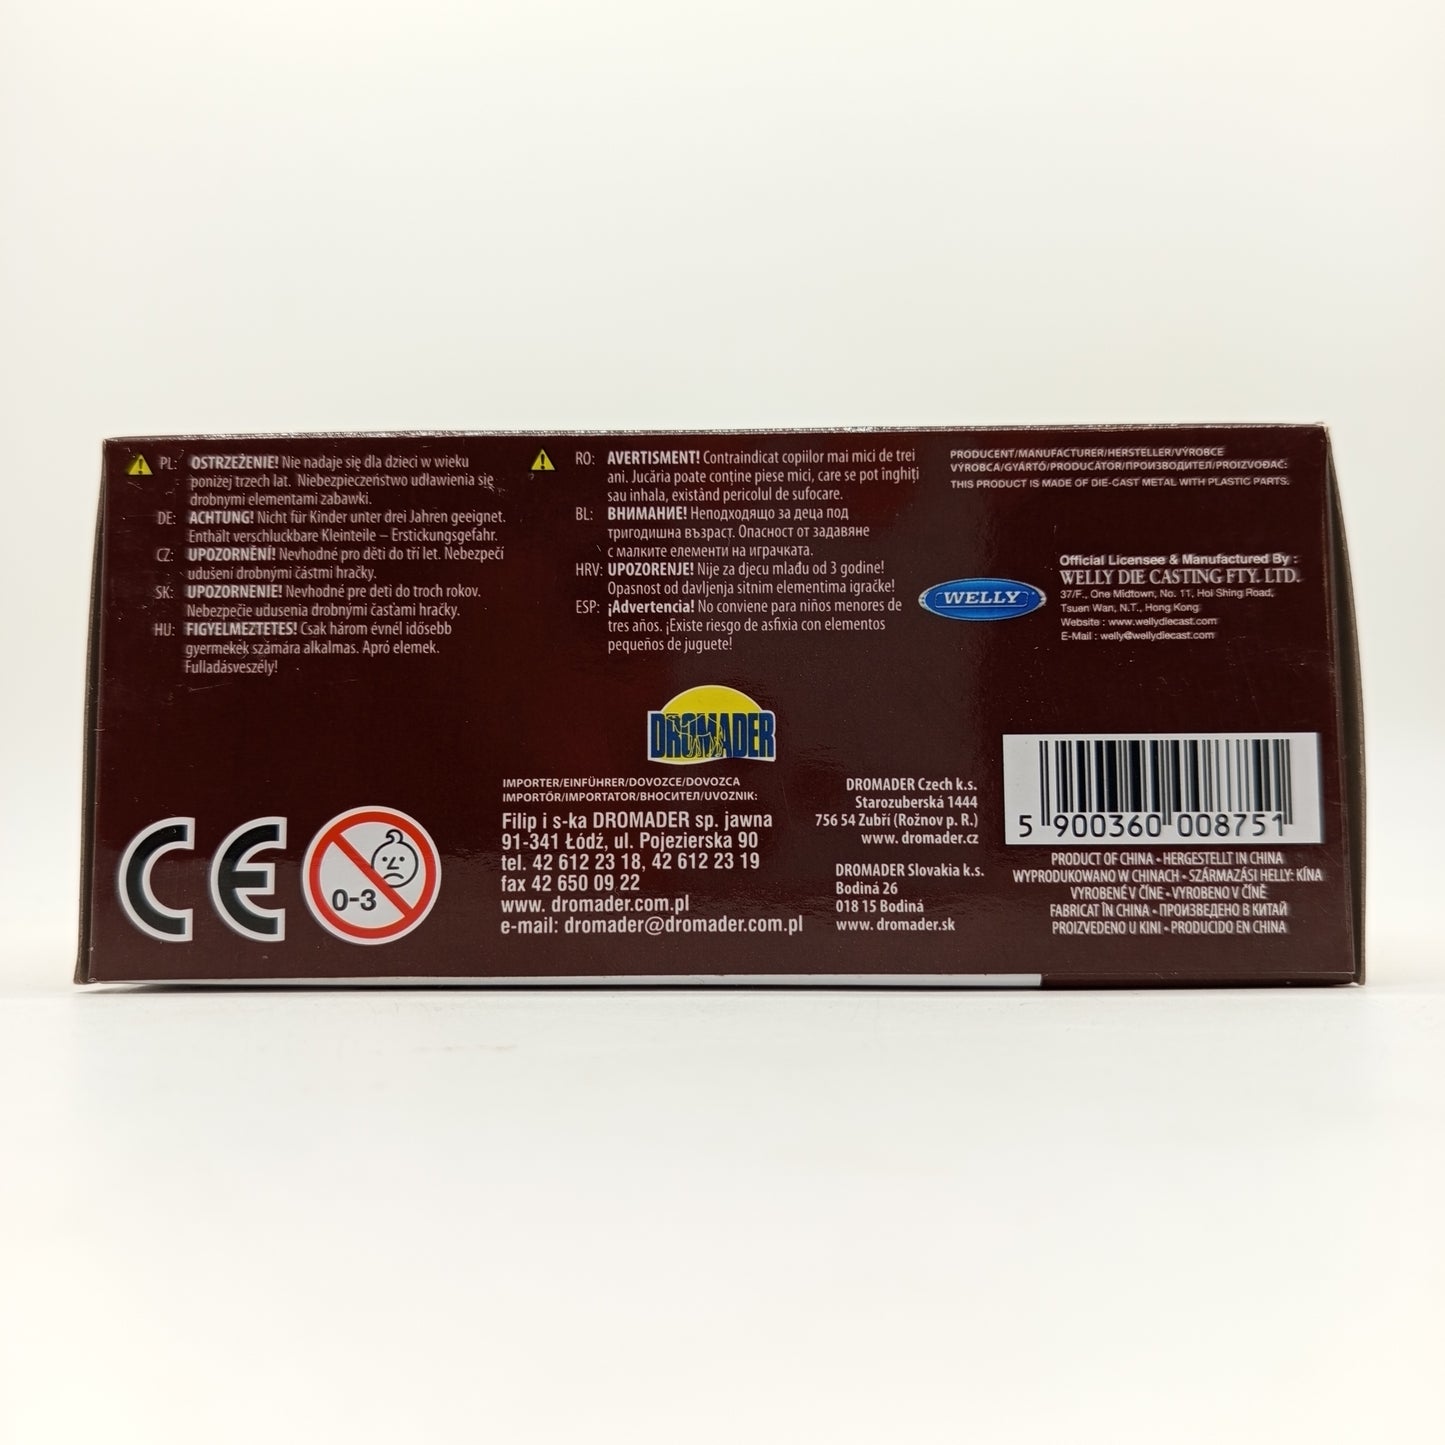 PL: OSTRZEŻENIE! Nie nadaje się dla dzieci w wieku
poniżej trzech lat. Niebezpieczeństwo udławienia się
drobnymi elementami zabawki.
DE: ACHTUNG! Nicht für Kinder unter drei Jahren geeignet.
Enthält verschluckbare Kleinteile – Erstickungsgefahr.
CZ: UPOZORNĚNÍ! Nevhodné pro děti do tří let. Nebezpečí
udušení drobnými částmi hračky.
SK: UPOZORNENIE! Nevhodné pre deti do troch rokov.
Nebezpečie udusenia drobnými časťami hračky.
HU: FIGYELMEZTETES! Csak három évnél idősebb
gyermekek számára alkalmas. Apró elemek.
Fulladásveszély!
RO: AVERTISMENT! Contraindicat copiilor mai mici de trei
ani. Jucăria poate conține piese mici, care se pot înghiți
sau inhala, existând pericolul de sufocare.
BL: ВНИМАНИЕ! Неподходящо за деца под
тригодишна възраст. Опасност от задавяне
с малките елементи на играчката.
HRV: UPOZORENJE! Nije za djecu mlađu od 3 godine!
Opasnost od davljenja sitnim elementima igračke!
ESP: ¡Advertencia! No conviene para niños menores de
tres años. ¡Existe riesgo de asfixia con elementos
pequeños de juguete!
PRODUCENT/MANUFACTURER/HERSTELLER/VÝROBCE
VÝROBCA/GYÁRTÓ/PRODUCĂTOR/ПРОИЗВОДИТЕЛ/PROIZVOĐAČ:
THIS PRODUCT IS MADE OF DIE-CAST METAL WITH PLASTIC PARTS.
WELLY
Official Licensee & Manufactured By :
WELLY DIE CASTING FTY. LTD.
37/F., One Midtown, No. 11, Hoi Shing Road,
Tsuen Wan, N.T., Hong Kong
Website : www.wellydiecast.com
E-Mail : welly@wellydiecast.com
DROMADER
IMPORTER/EINFÜHRER/DOVOZCE/DOVOZCA
IMPORTŐR/IMPORTATOR/ВНОСИТЕЛ/UVOZNIK:
Filip i s-ka DROMADER sp. jawna
91-341 Łódź, ul. Pojezierska 90
tel. 42 612 23 18, 42 612 23 19
fax 42 650 09 22
www. dromader.com.pl
e-mail: dromader@dromader.com.pl
DROMADER Czech k.s.
Starozuberská 1444
756 54 Zubří (Rožnov p. R.)
www. dromader.cz
DROMADER Slovakia k.s.
Bodiná 26
018 15 Bodiná
www. dromader.sk
5 900360 008751
PRODUCT OF CHINA • HERGESTELLT IN CHINA
WYPRODUKOWANO W CHINACH • SZÁRMAZÁSI HELLY: KÍNA
VYROBENÉ V ČÍNE • VYROBENO V ČÍNĚ
FABRICAT ÎN CHINA • ПРОИЗВЕДЕНО В КИТАЙ
PROIZVEDENO U KINI • PRODUCIDO EN CHINA
CE
0-3